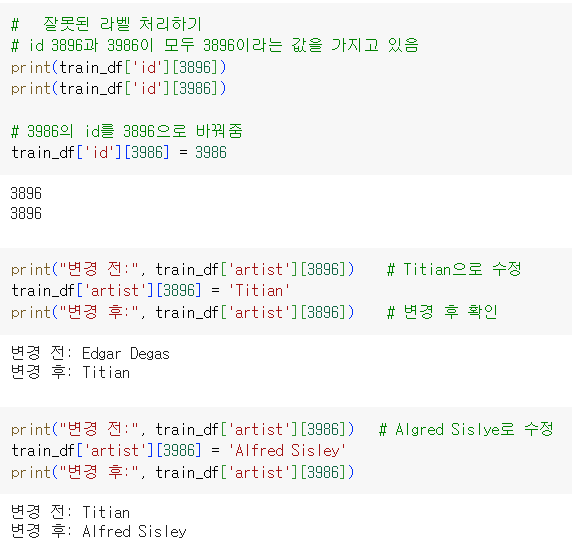 #   잘못된 라벨 처리하기
# id 3896과 3986이 모두 3896이라는 값을 가지고 있음
print(train_df['id'][3896])
print(train_df['id'][3986])

# 3986의 id를 3896으로 바꿔줌
train_df['id'][3986] = 3986

3896
3896

print("변경 전:", train_df['artist'][3896])   # Titian으로 수정
train_df['artist'][3896] = 'Titian'
print("변경 후:", train_df['artist'][3896])   # 변경 후 확인

변경 전: Edgar Degas
변경 후: Titian

print("변경 전:", train_df['artist'][3986])  # Algred Sislye로 수정
train_df['artist'][3986] = 'Alfred Sisley'
print("변경 후:", train_df['artist'][3986])

변경 전: Titian
변경 후: Alfred Sisley